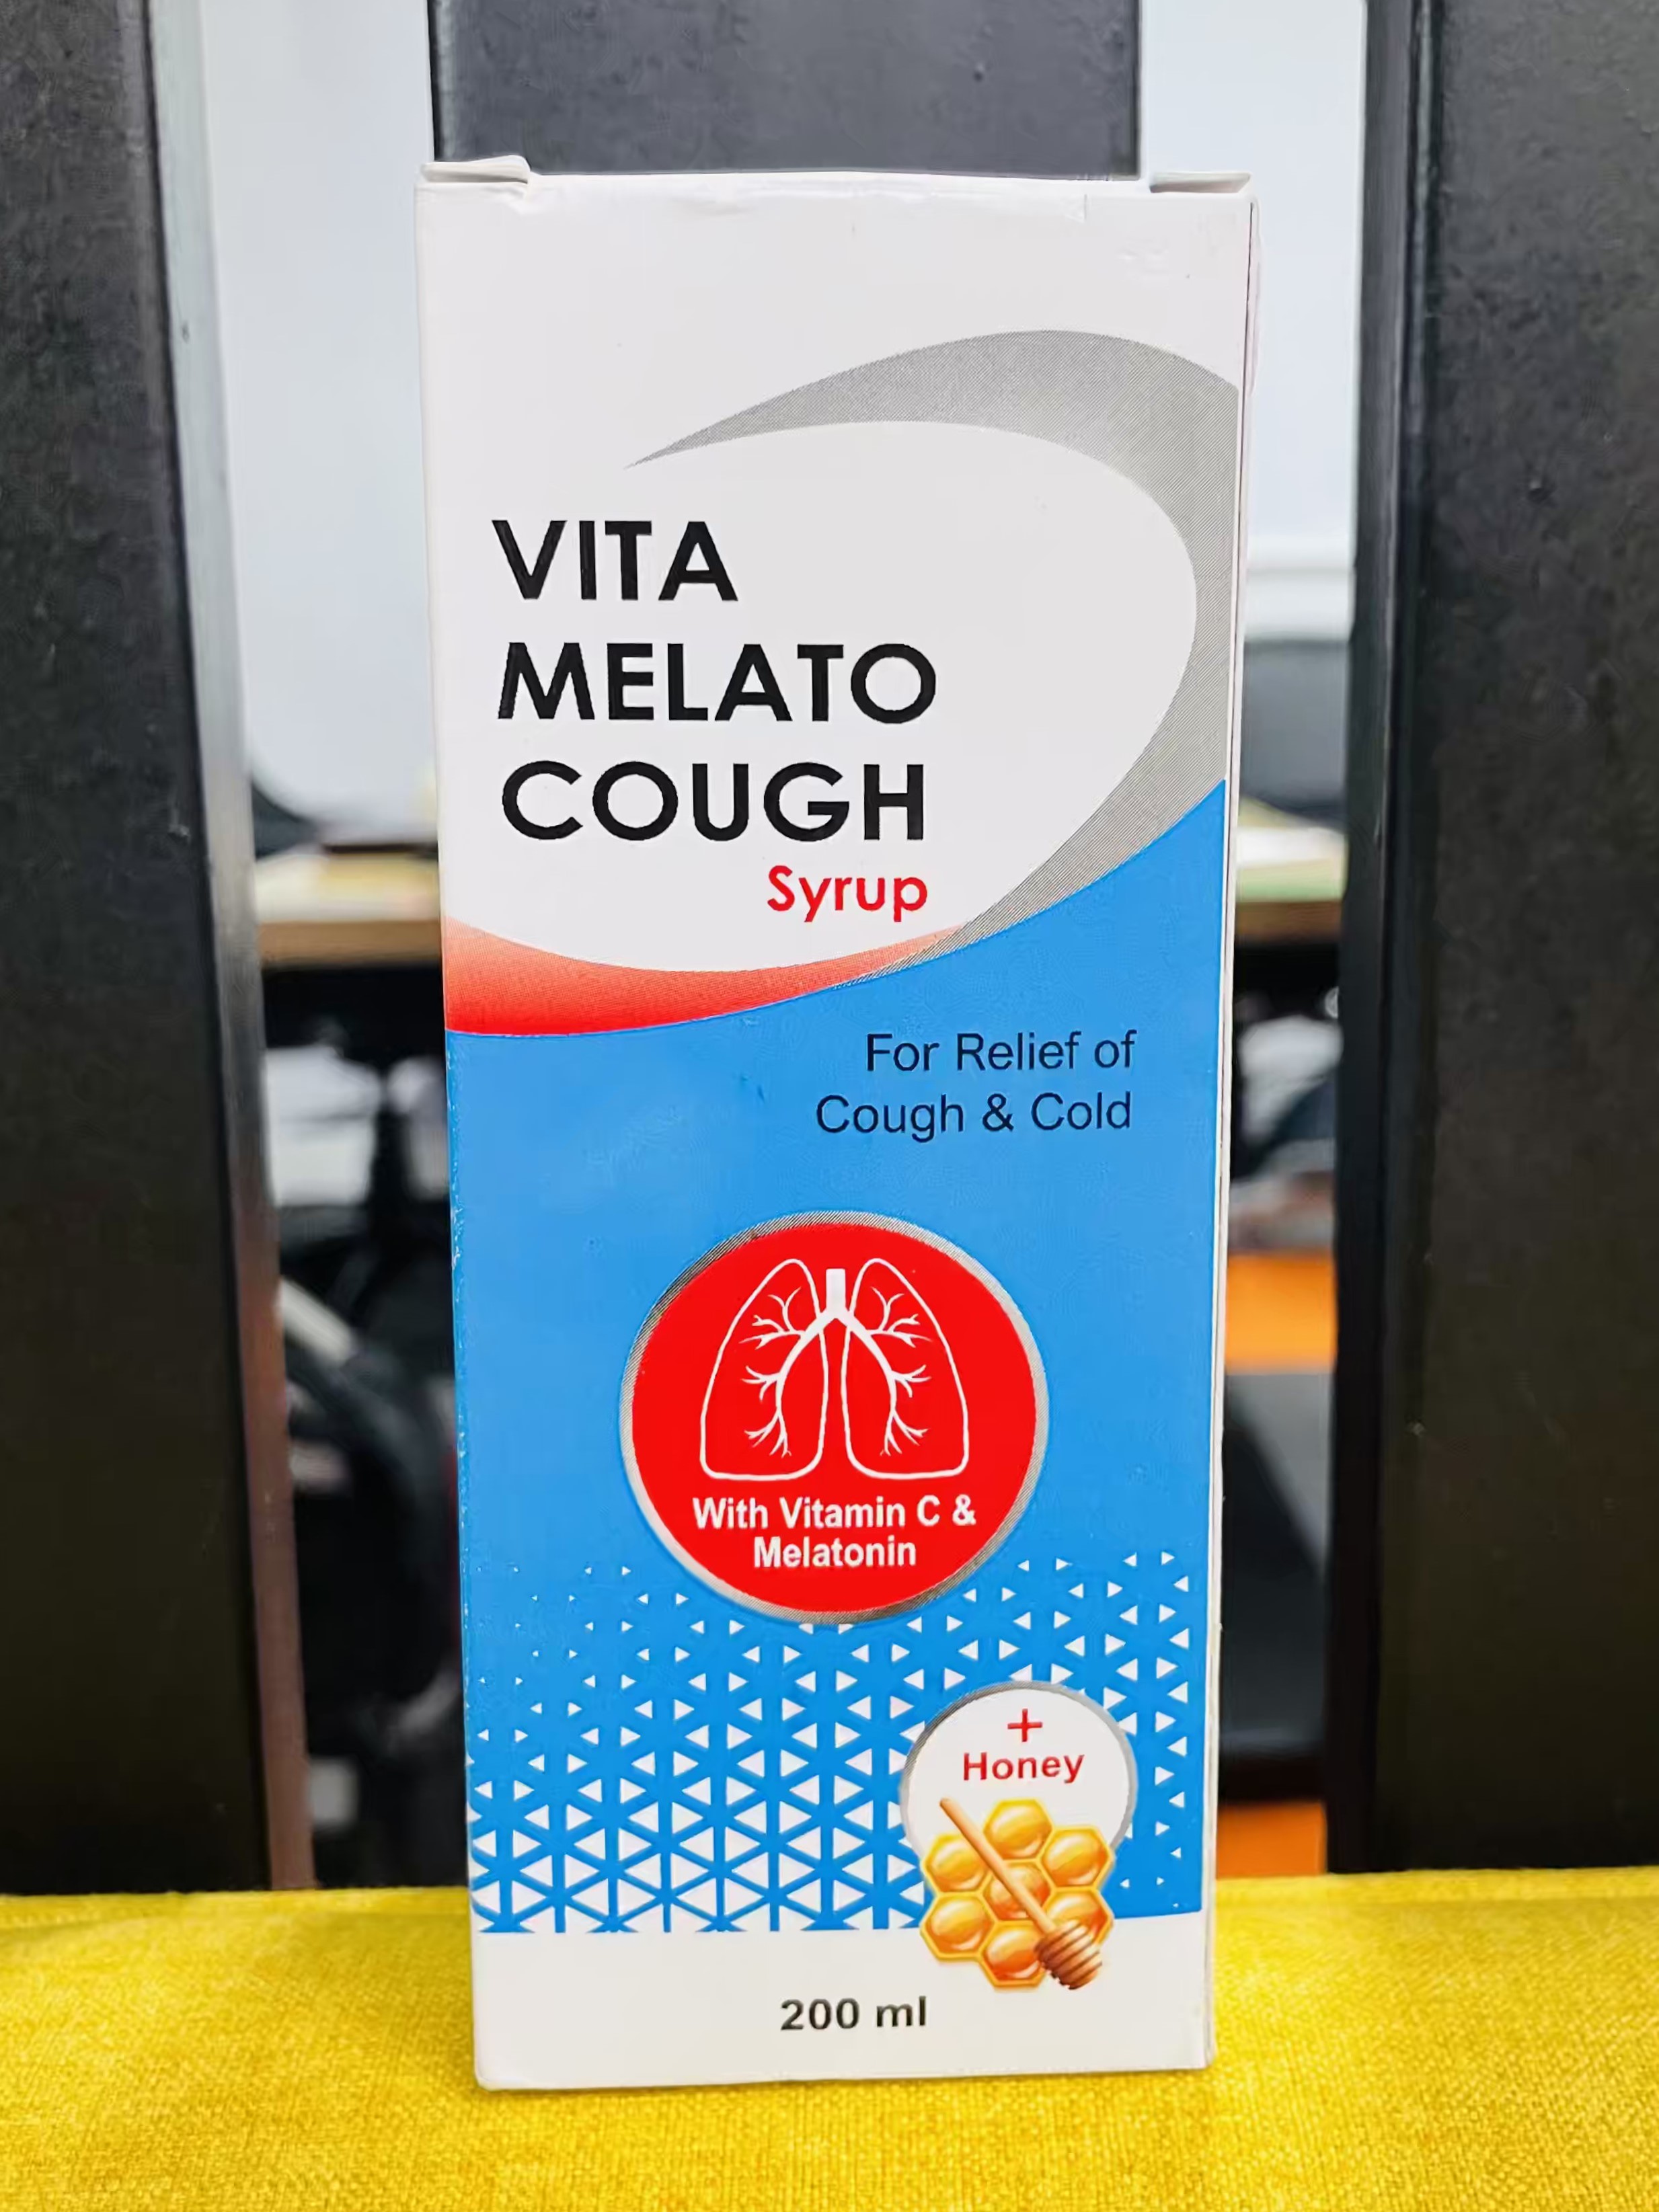 VITA
MELATO
COUGH
Syrup
For Relief of
Cough & Cold
With Vitamin C &
Melatonin
+
Honey
200 ml